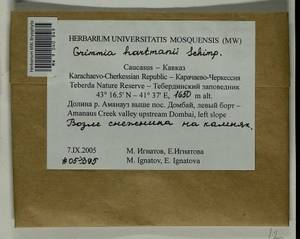 HERBARIUM UNIVERSITATIS MOSQUENSIS (MW)
Grimmia hartmanii Schimp.
Caucasus – Кавказ
Karachaevo-Cherkessian Republic – Карачаево-Черкессия
Teberda Nature Reserve – Тебердинский заповедник
43° 16.5' N – 41° 37' E, 1650 m alt.
Долина р. Аманауз выше пос. Домбай, левый борт –
Amanaus Creek valley upstream Dombai, left slope
Возле снежника на камнях.
7.IX.2005
М. Игнатов, Е.Игнатова
M. Ignatov, E. Ignatova